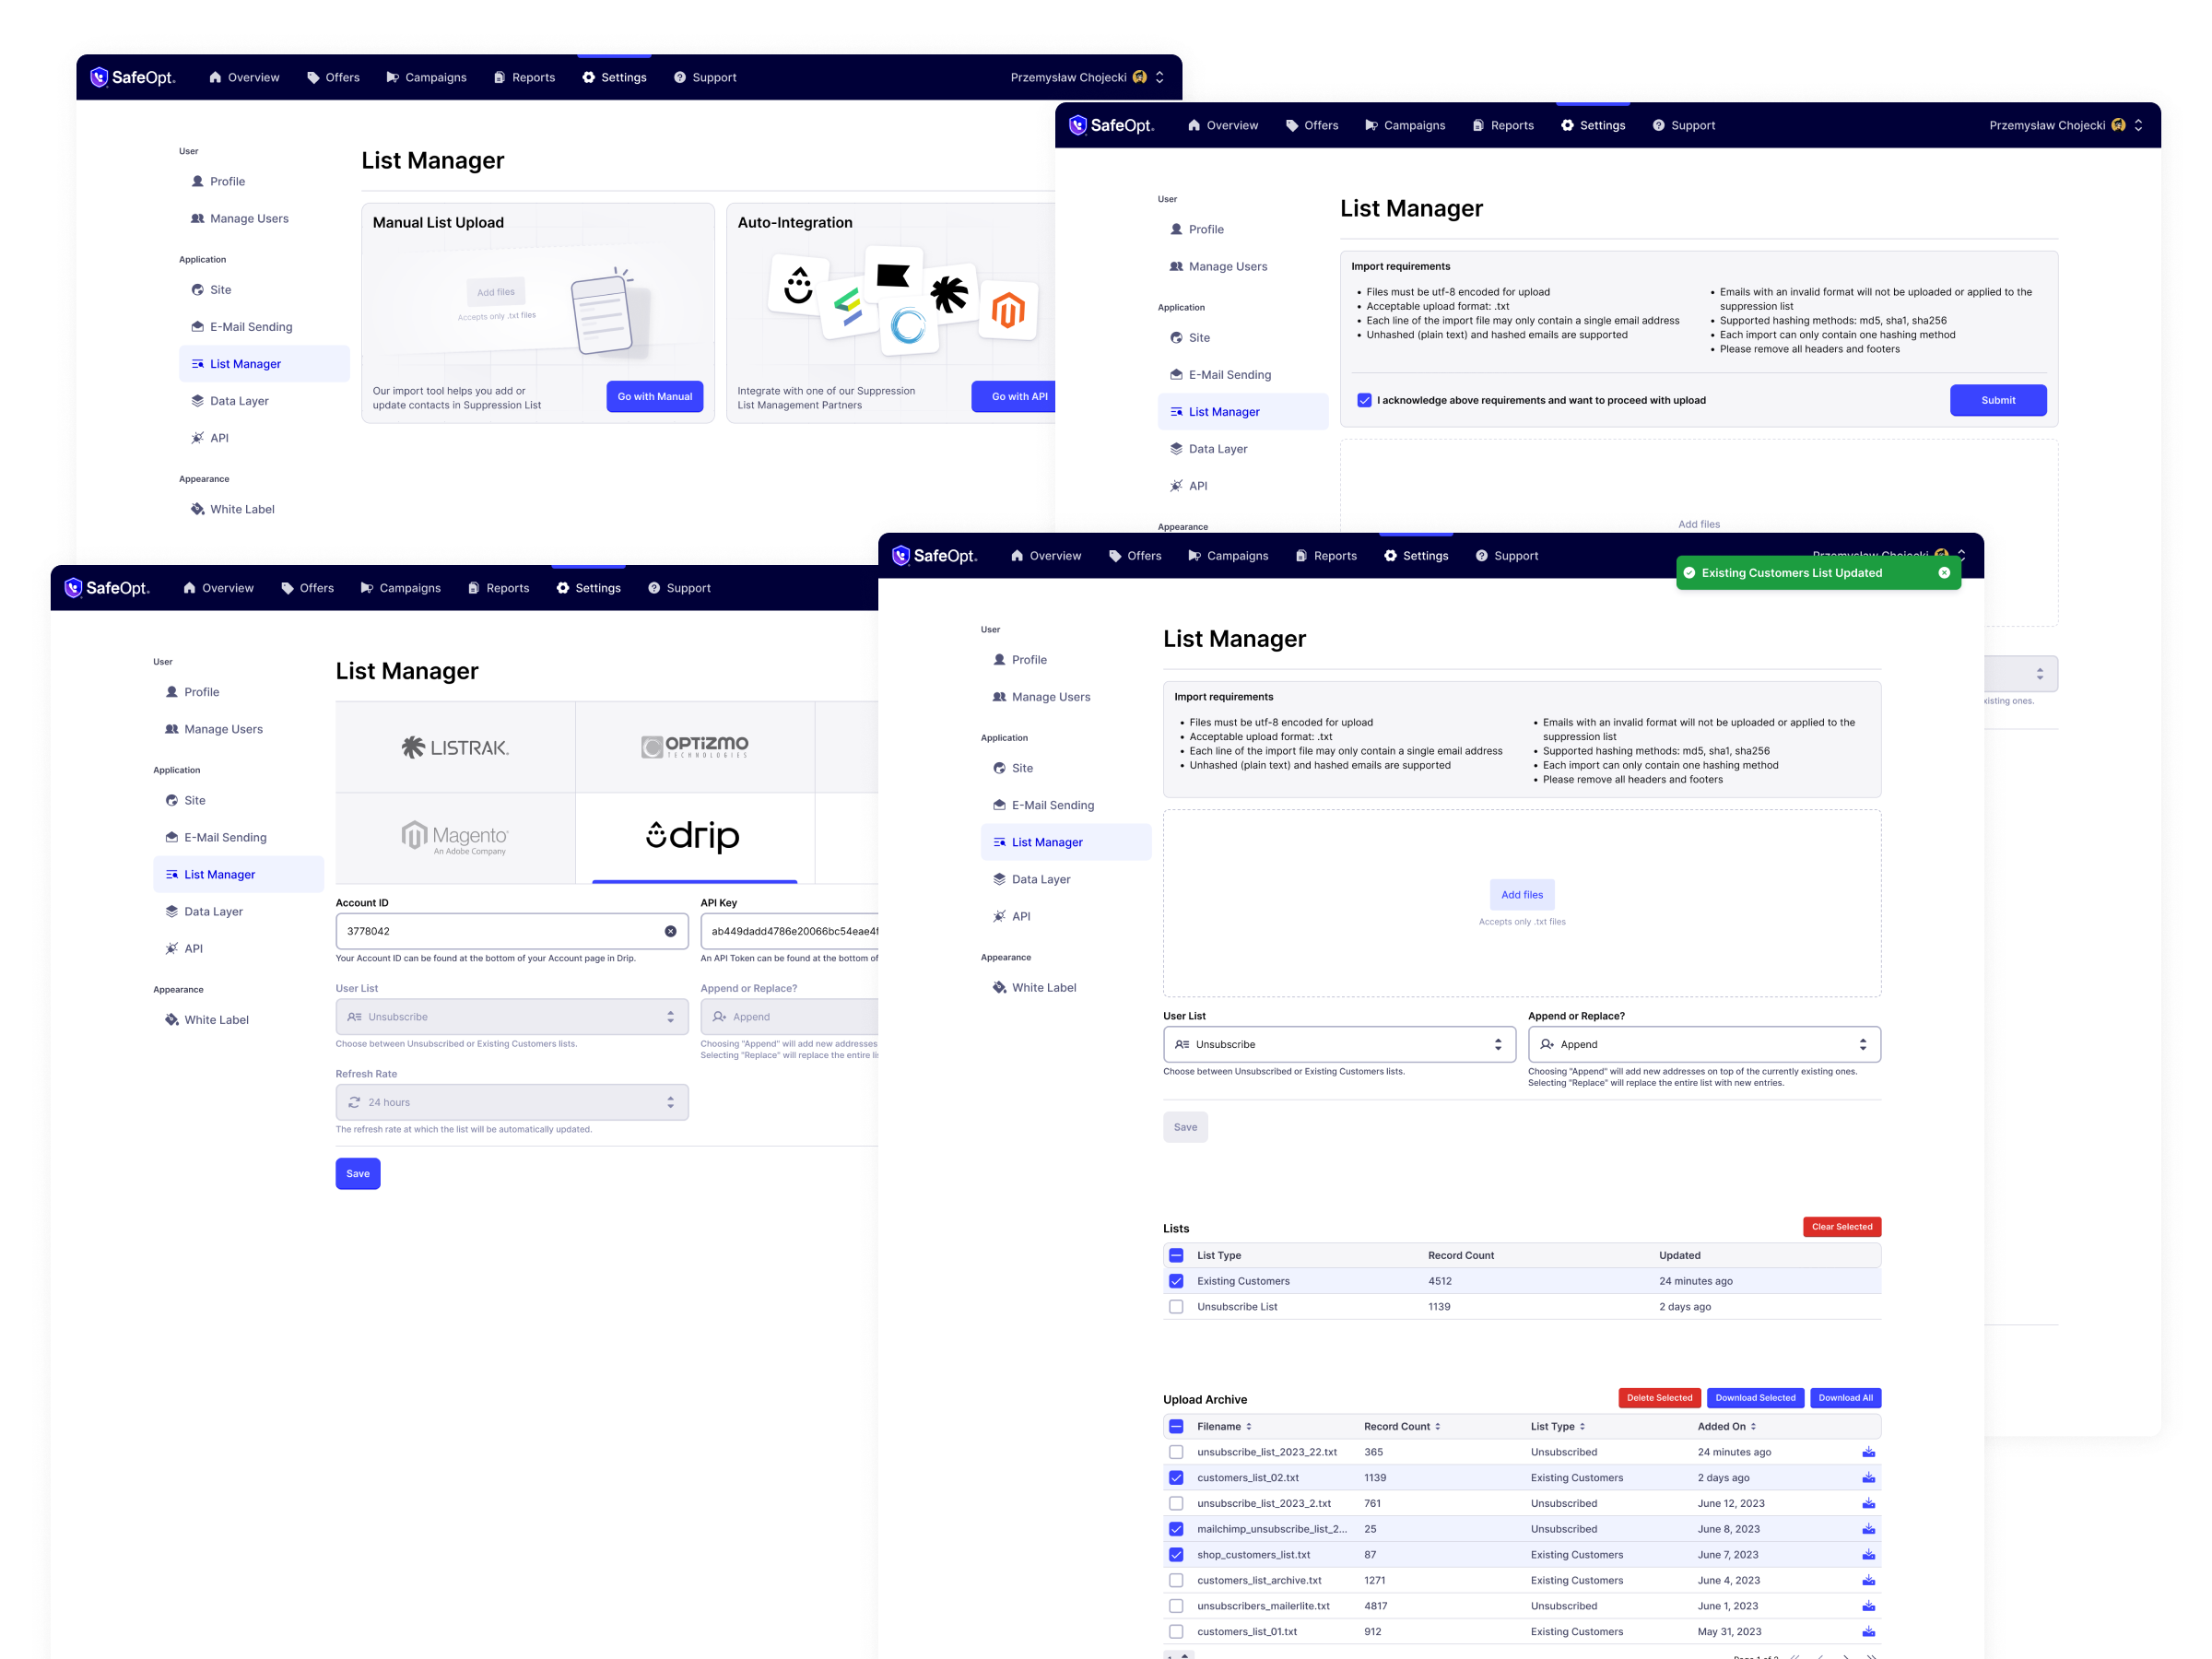 SafeOpt.
Overview
Offers
Campaigns
Reports
Settings
Support
Przemysław Chojecki
User
Profile
Manage Users
Application
Site
E-Mail Sending
List Manager
Data Layer
API
Appearance
White Label
List Manager
Manual List Upload
Add files
Accepts only .txt files
Our import tool helps you add or
update contacts in Suppression List
Go with Manual
Auto-Integration
Integrate with one of our Suppression
List Management Partners
Go with API
SafeOpt.
Overview
Offers
Campaigns
Reports
Settings
Support
Przemysław Chojecki
User
Profile
Manage Users
Application
Site
E-Mail Sending
List Manager
Data Layer
API
Appearance
List Manager
Import requirements
• Files must be utf-8 encoded for upload
• Acceptable upload format: .txt
• Each line of the import file may only contain a single email address
• Unhashed (plain text) and hashed emails are supported
• Emails with an invalid format will not be uploaded or applied to the
suppression list
• Supported hashing methods: md5, sha1, sha256
• Each import can only contain one hashing method
• Please remove all headers and footers
I acknowledge above requirements and want to proceed with upload
Submit
Add files
ones.
SafeOpt.
Overview
Offers
Campaigns
Reports
Settings
Support
User
Profile
Manage Users
Application
Site
E-Mail Sending
List Manager
Data Layer
API
Appearance
White Label
List Manager
LISTRAK.
OPTIZMO
TECHNOLOGIES
Magento
An Adobe Company
drip
Account ID
3778042
Your Account ID can be found at the bottom of your Account page in Drip.
API Key
ab449dadd4786e20066bc54eae4f
An API Token can be found at the bottom of
User List
Unsubscribe
Choose between Unsubscribed or Existing Customers lists.
Append or Replace?
Append
Choosing "Append" will add new addresses
Selecting "Replace" will replace the entire
Refresh Rate
24 hours
The refresh rate at which the list will be automatically updated.
Save
SafeOpt.
Overview
Offers
Campaigns
Reports
Settings
Support
Przemysław Chojecki
Existing Customers List Updated
User
Profile
Manage Users
Application
Site
E-Mail Sending
List Manager
Data Layer
API
Appearance
White Label
List Manager
Import requirements
• Files must be utf-8 encoded for upload
• Acceptable upload format: .txt
• Each line of the import file may only contain a single email address
• Unhashed (plain text) and hashed emails are supported
• Emails with an invalid format will not be uploaded or applied to the
suppression list
• Supported hashing methods: md5, sha1, sha256
• Each import can only contain one hashing method
• Please remove all headers and footers
Add files
Accepts only .txt files
User List
Unsubscribe
Choose between Unsubscribed or Existing Customers lists.
Append or Replace?
Append
Choosing "Append" will add new addresses on top of the currently existing ones.
Selecting "Replace" will replace the entire list with new entries.
Save
Lists
Clear Selected
List Type Record Count Updated
Existing Customers 4512 24 minutes ago
Unsubscribe List 1139 2 days ago
Upload Archive
Delete Selected
Download Selected
Download All
Filename Record Count List Type Added On
unsubscribe_list_2023_22.txt 365 Unsubscribed 24 minutes ago
customers_list_02.txt 1139 Existing Customers 2 days ago
unsubscribe_list_2023_2.txt 761 Unsubscribed June 12, 2023
mailchimp_unsubscribe_list_2... 25 Unsubscribed June 8, 2023
shop_customers_list.txt 87 Existing Customers June 7, 2023
customers_list_archive.txt 1271 Existing Customers June 4, 2023
unsubscribers_mailerlite.txt 4817 Unsubscribed June 1, 2023
customers_list_01.txt 912 Existing Customers May 31, 2023